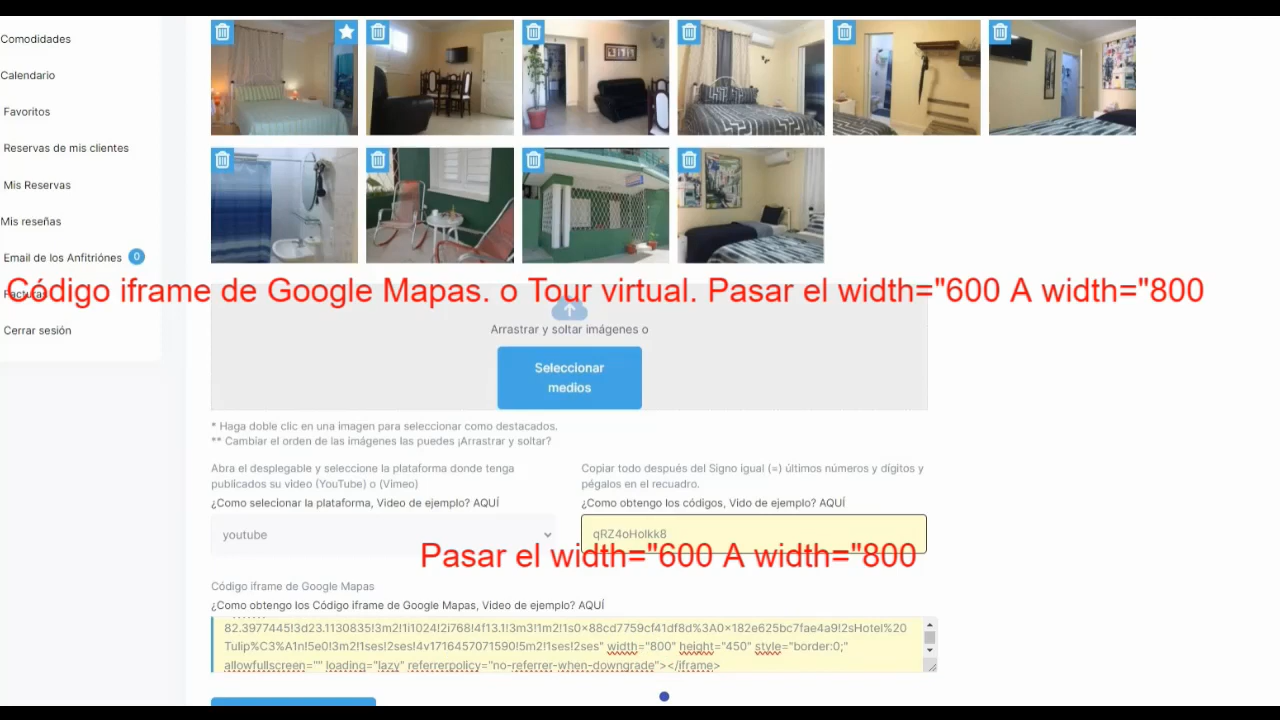 Comodidades
Calendario
Favoritos
Reservas de mis clientes
Mis Reservas
Mis reseñas
Email de los Anfitriónes 0
Facturas
Cerrar sesión
Código iframe de Google Mapas. o Tour virtual. Pasar el width="600 A width="800
Arrastrar y soltar imágenes o
Seleccionar
medios
* Haga doble clic en una imagen para seleccionar como destacados.
** Cambiar el orden de las imágenes las puedes ¡Arrastrar y soltar?
Abra el desplegable y seleccione la plataforma donde tenga
publicados su video (YouTube) o (Vimeo)
¿Como selecionar la plataforma, Video de ejemplo? AQUÍ
youtube
Copiar todo después del Signo igual (=) últimos números y dígitos y
pégalos en el recuadro.
¿Como obtengo los códigos, Vido de ejemplo? AQUÍ
qRZ4oHolkk8
Pasar el width="600 A width="800
Código iframe de Google Mapas
¿Como obtengo los Código iframe de Google Mapas, Video de ejemplo? AQUÍ
82.3977445!3d23.1130835!3m2!1i1024!2i768!4f13.1!3m3!1m2!1s0x88cd7759cf41df8d%3A0x182e625bc7fae4a9!2sHotel%20
Tulip%C3%A1n!5e0!3m2!1ses!2ses!4v1716457071590!5m2!1ses!2ses" width="800" height="450" style="border:0;"
allowfullscreen="" loading="lazy" referrerpolicy="no-referrer-when-downgrade"></iframe>